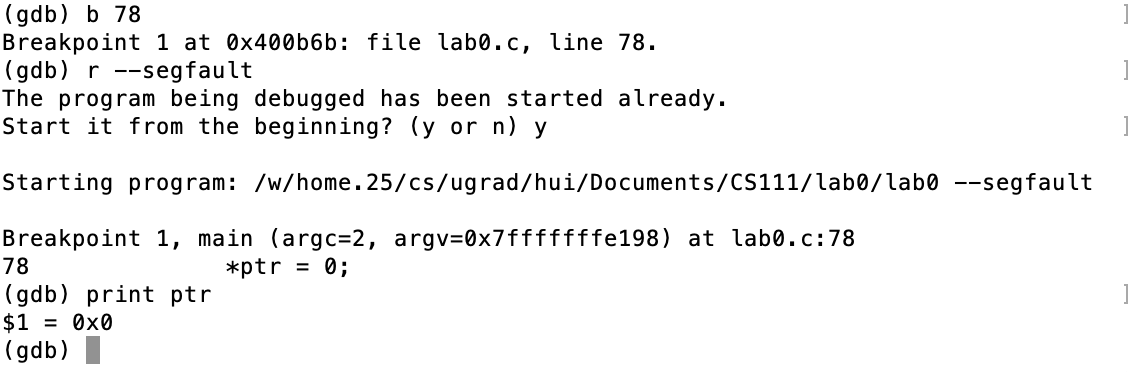 (gdb) b 78
Breakpoint 1 at 0x400b6b: file lab0.c, line 78.
(gdb) r --segfault
The program being debugged has been started already.
Start it from the beginning? (y or n) y

Starting program: /w/home.25/cs/ugrad/hui/Documents/CS111/lab0/lab0 --segfault

Breakpoint 1, main (argc=2, argv=0x7fffffffe198) at lab0.c:78
78                *ptr = 0;
(gdb) print ptr
$1 = 0x0
(gdb)